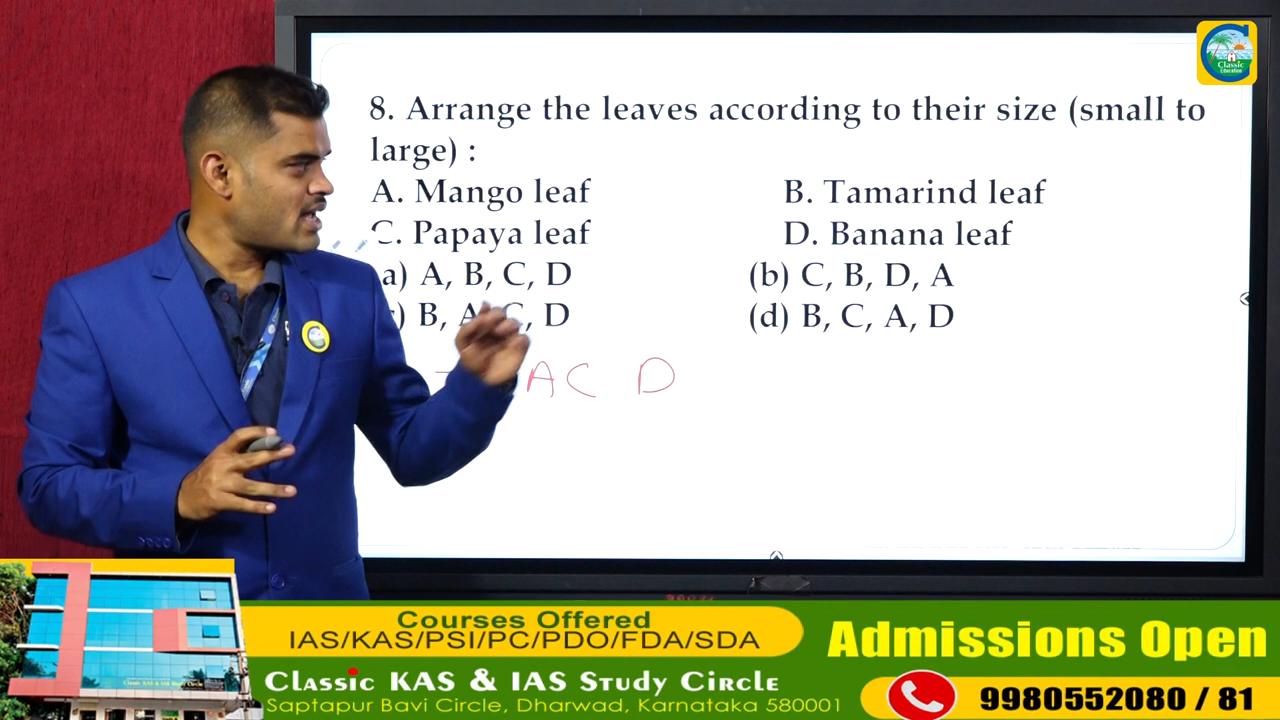 Classic
Education
8. Arrange the leaves according to their size (small to
large) :
A. Mango leaf B. Tamarind leaf
C. Papaya leaf D. Banana leaf
a) A, B, C, D (b) C, B, D, A
) B, A, C, D (d) B, C, A, D
A C D
Courses Offered
IAS/KAS/PSI/PC/PDO/FDA/SDA
Admissions Open
Classic KAS & IAS Study Circle
Saptapur Bavi Circle, Dharwad, Karnataka 580001
9980552080 / 81